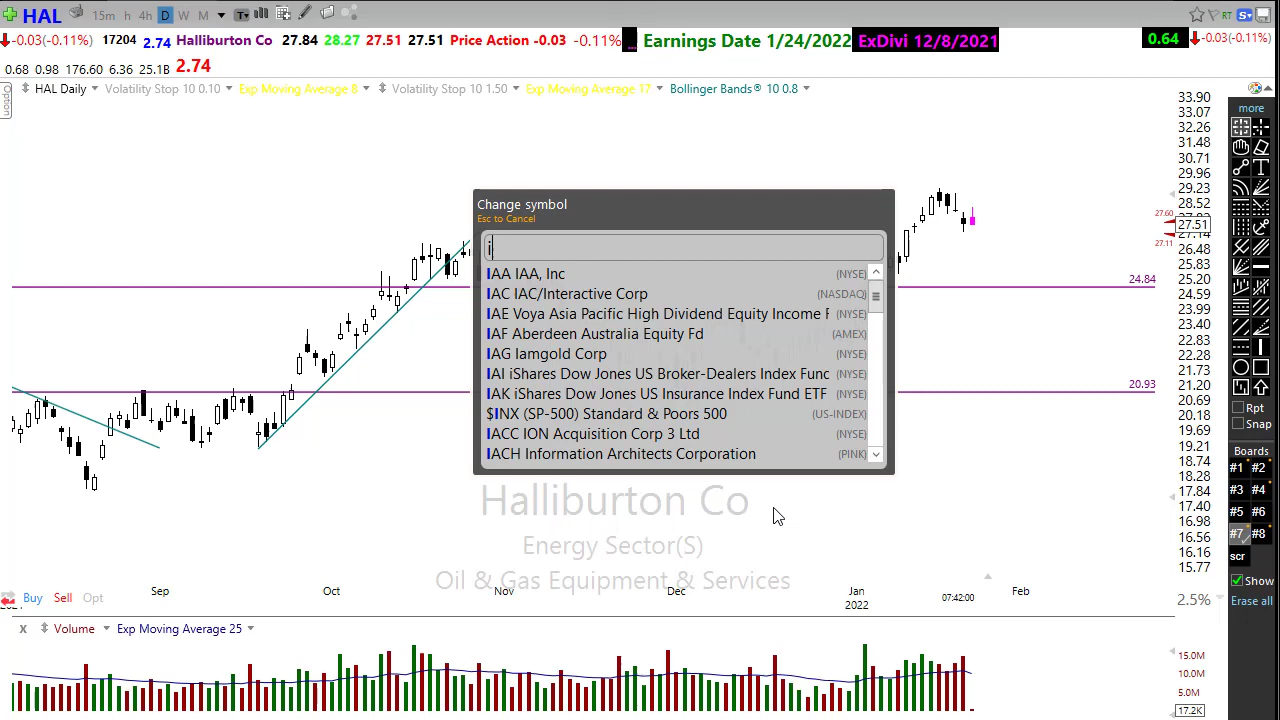 HAL 15m h 4h D W M T RT S
-0.03(-0.11%) 17204 2.74 Halliburton Co 27.84 28.27 27.51 27.51 Price Action -0.03 -0.11% Earnings Date 1/24/2022 ExDivi 12/8/2021 0.64 -0.03(-0.11%)
0.68 0.98 176.60 6.36 25.1B 2.74
Option
HAL Daily Volatility Stop 10 0.10 Exp Moving Average 8 Volatility Stop 10 1.50 Exp Moving Average 17 Bollinger Bands® 10 0.8
33.90
33.07
32.26
31.48
30.71
29.96
29.23
28.52
27.51
26.48
25.83
25.20
24.59
23.99
23.40
22.83
22.28
21.73
21.20
20.69
20.18
19.69
19.21
18.74
18.28
17.84
17.40
16.98
16.56
16.16
15.77
27.60
27.11
24.84
20.93
Change symbol
Esc to Cancel
i
IAA IAA, Inc (NYSE)
IAC IAC/Interactive Corp (NASDAQ)
IAE Voya Asia Pacific High Dividend Equity Income F (NYSE)
IAF Aberdeen Australia Equity Fd (AMEX)
IAG Iamgold Corp (NYSE)
IAI iShares Dow Jones US Broker-Dealers Index Func (NYSE)
IAK iShares Dow Jones US Insurance Index Fund ETF (NYSE)
$INX (SP-500) Standard & Poors 500 (US-INDEX)
IACC ION Acquisition Corp 3 Ltd (NYSE)
IACH Information Architects Corporation (PINK)
Halliburton Co
Energy Sector(S)
Oil & Gas Equipment & Services
Sep Oct Nov Dec Jan Feb
2022 07:42:00
Buy Sell Opt
2.5%
X Volume Exp Moving Average 25
15.0M
10.0M
5.0M
17.2K
more
T
Rpt
Snap
Boards
#1 #2
#3 #4
#5 #6
#7 #8
scr
Show
Erase all